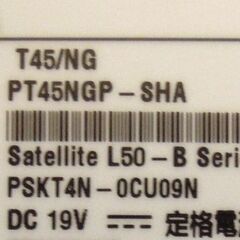 T45/NG
PT45NGP-SHA
Satellite L50-B Seri
PSKT4N-0CU09N
DC 19V ⎓ 定格電